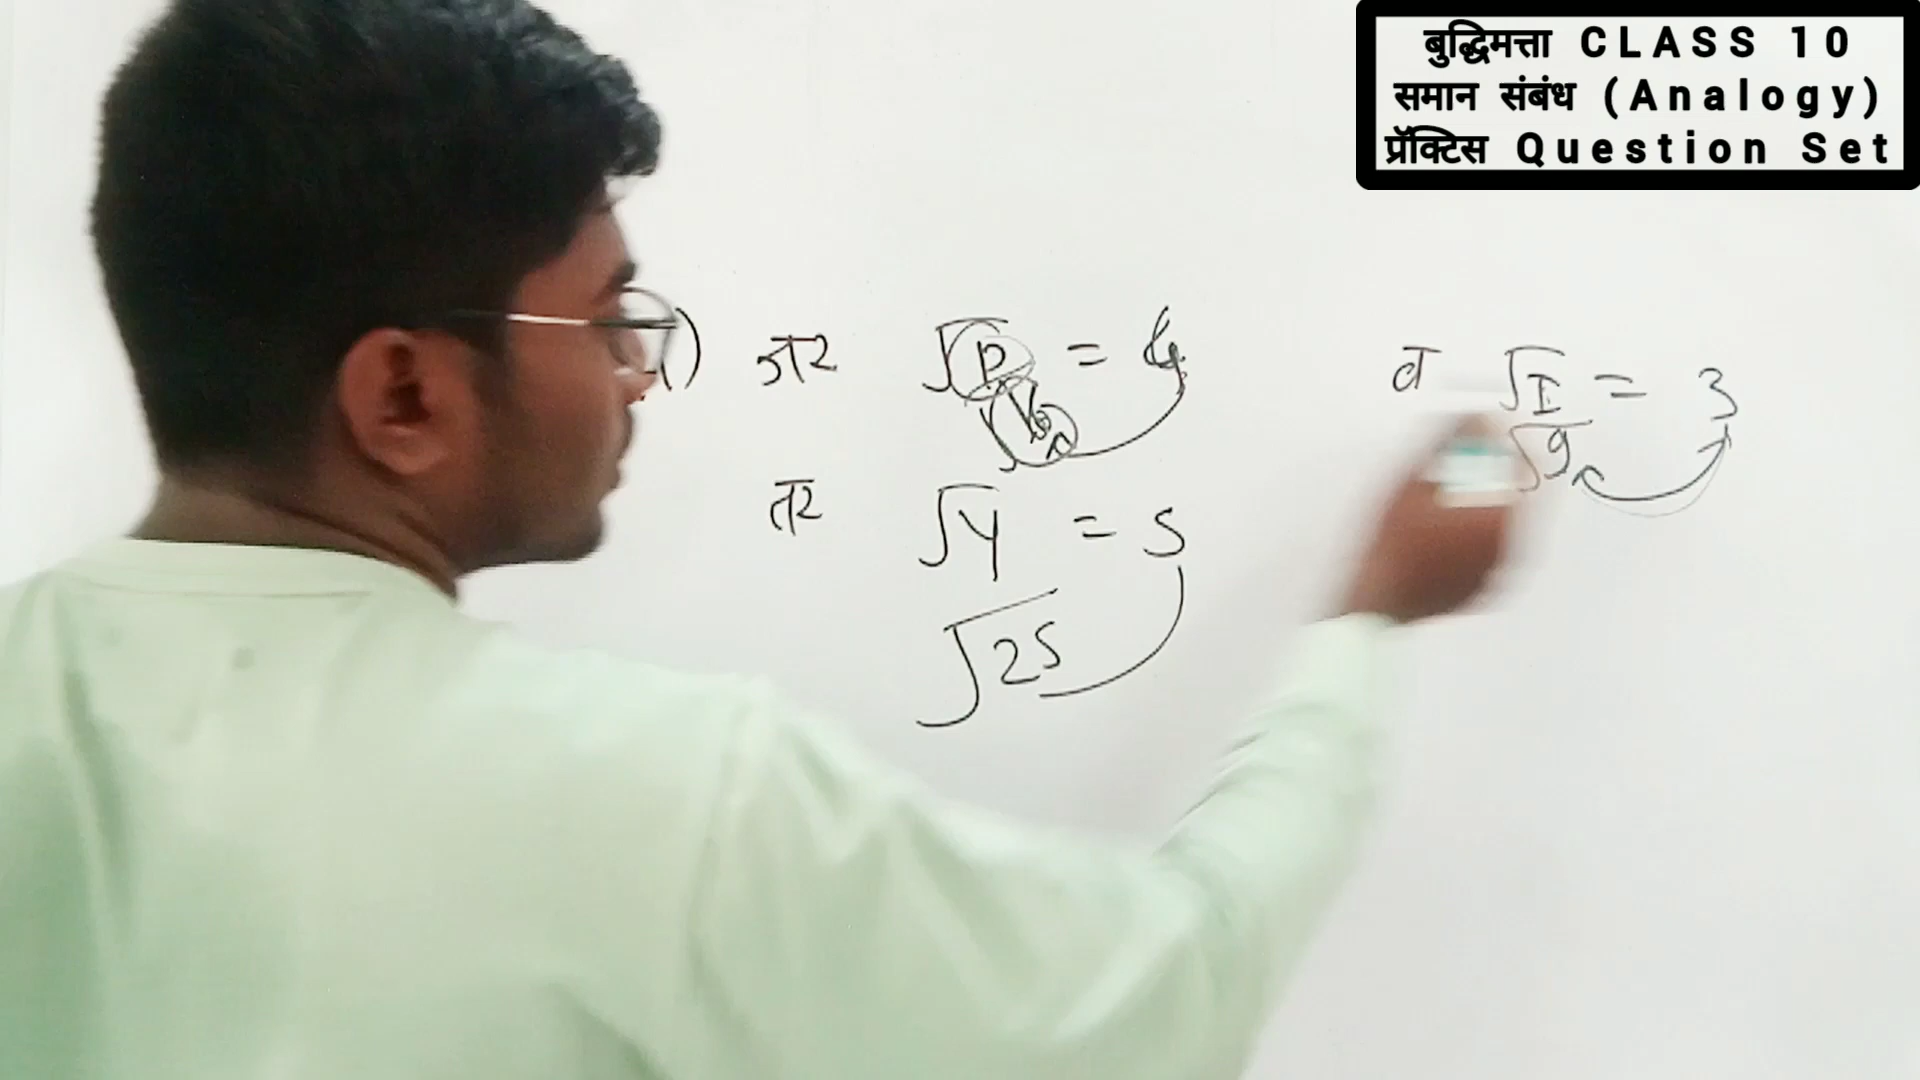 बुद्धिमत्ता CLASS 10
समान संबंध (Analogy)
प्रॅक्टिस Question Set
) जर √P = 4 व √I = 3
√16 √9
तर √Y = 5
√25